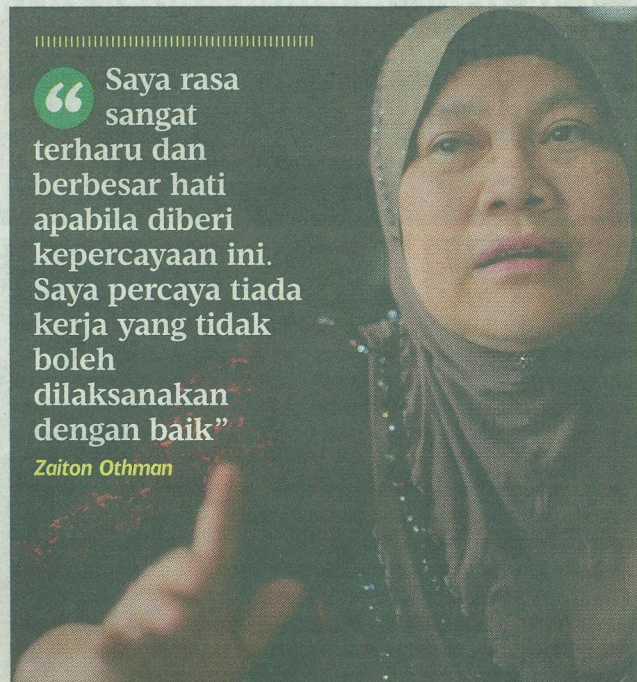 “ Saya rasa
sangat
terharu dan
berbesar hati
apabila diberi
kepercayaan ini.
Saya percaya tiada
kerja yang tidak
boleh
dilaksanakan
dengan baik”
Zaiton Othman